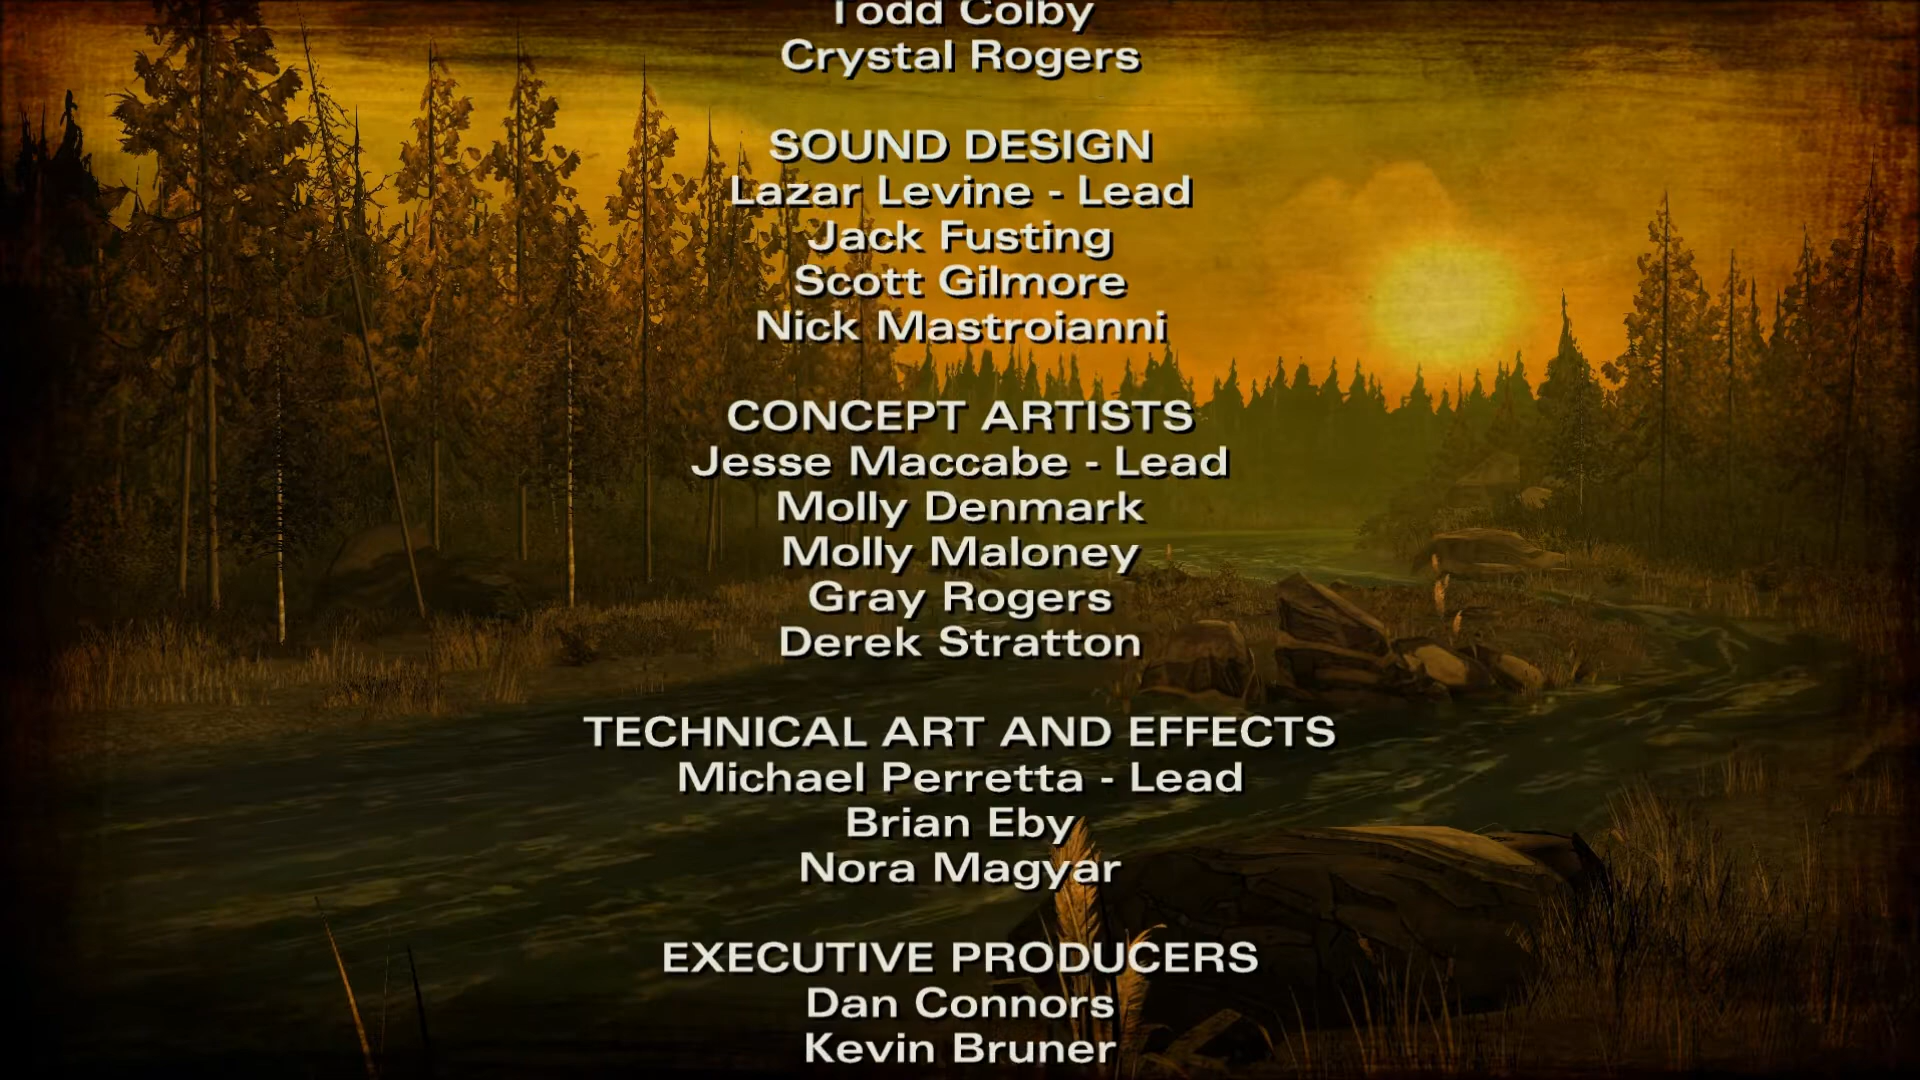 Todd Colby
Crystal Rogers
SOUND DESIGN
Lazar Levine - Lead
Jack Fusting
Scott Gilmore
Nick Mastroianni
CONCEPT ARTISTS
Jesse Maccabe - Lead
Molly Denmark
Molly Maloney
Gray Rogers
Derek Stratton
TECHNICAL ART AND EFFECTS
Michael Perretta - Lead
Brian Eby
Nora Magyar
EXECUTIVE PRODUCERS
Dan Connors
Kevin Bruner